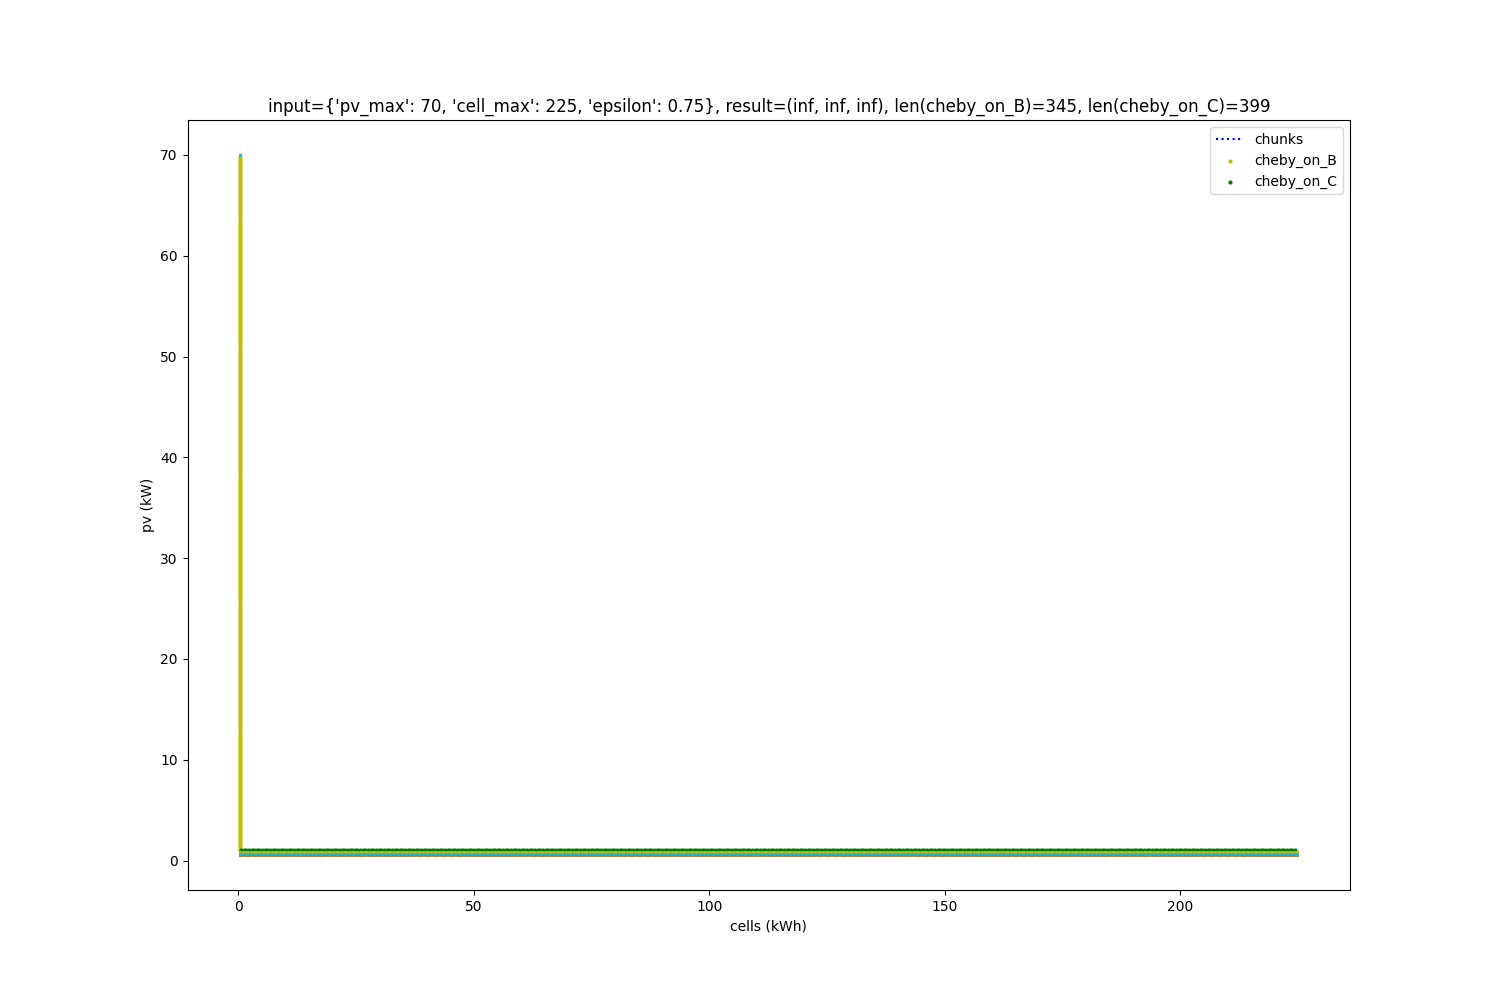 input={'pv_max': 70, 'cell_max': 225, 'epsilon': 0.75}, result=(inf, inf, inf), len(cheby_on_B)=345, len(cheby_on_C)=399
chunks
cheby_on_B
cheby_on_C
70
60
50
40
30
20
10
0
pv (kW)
0 50 100 150 200
cells (kWh)